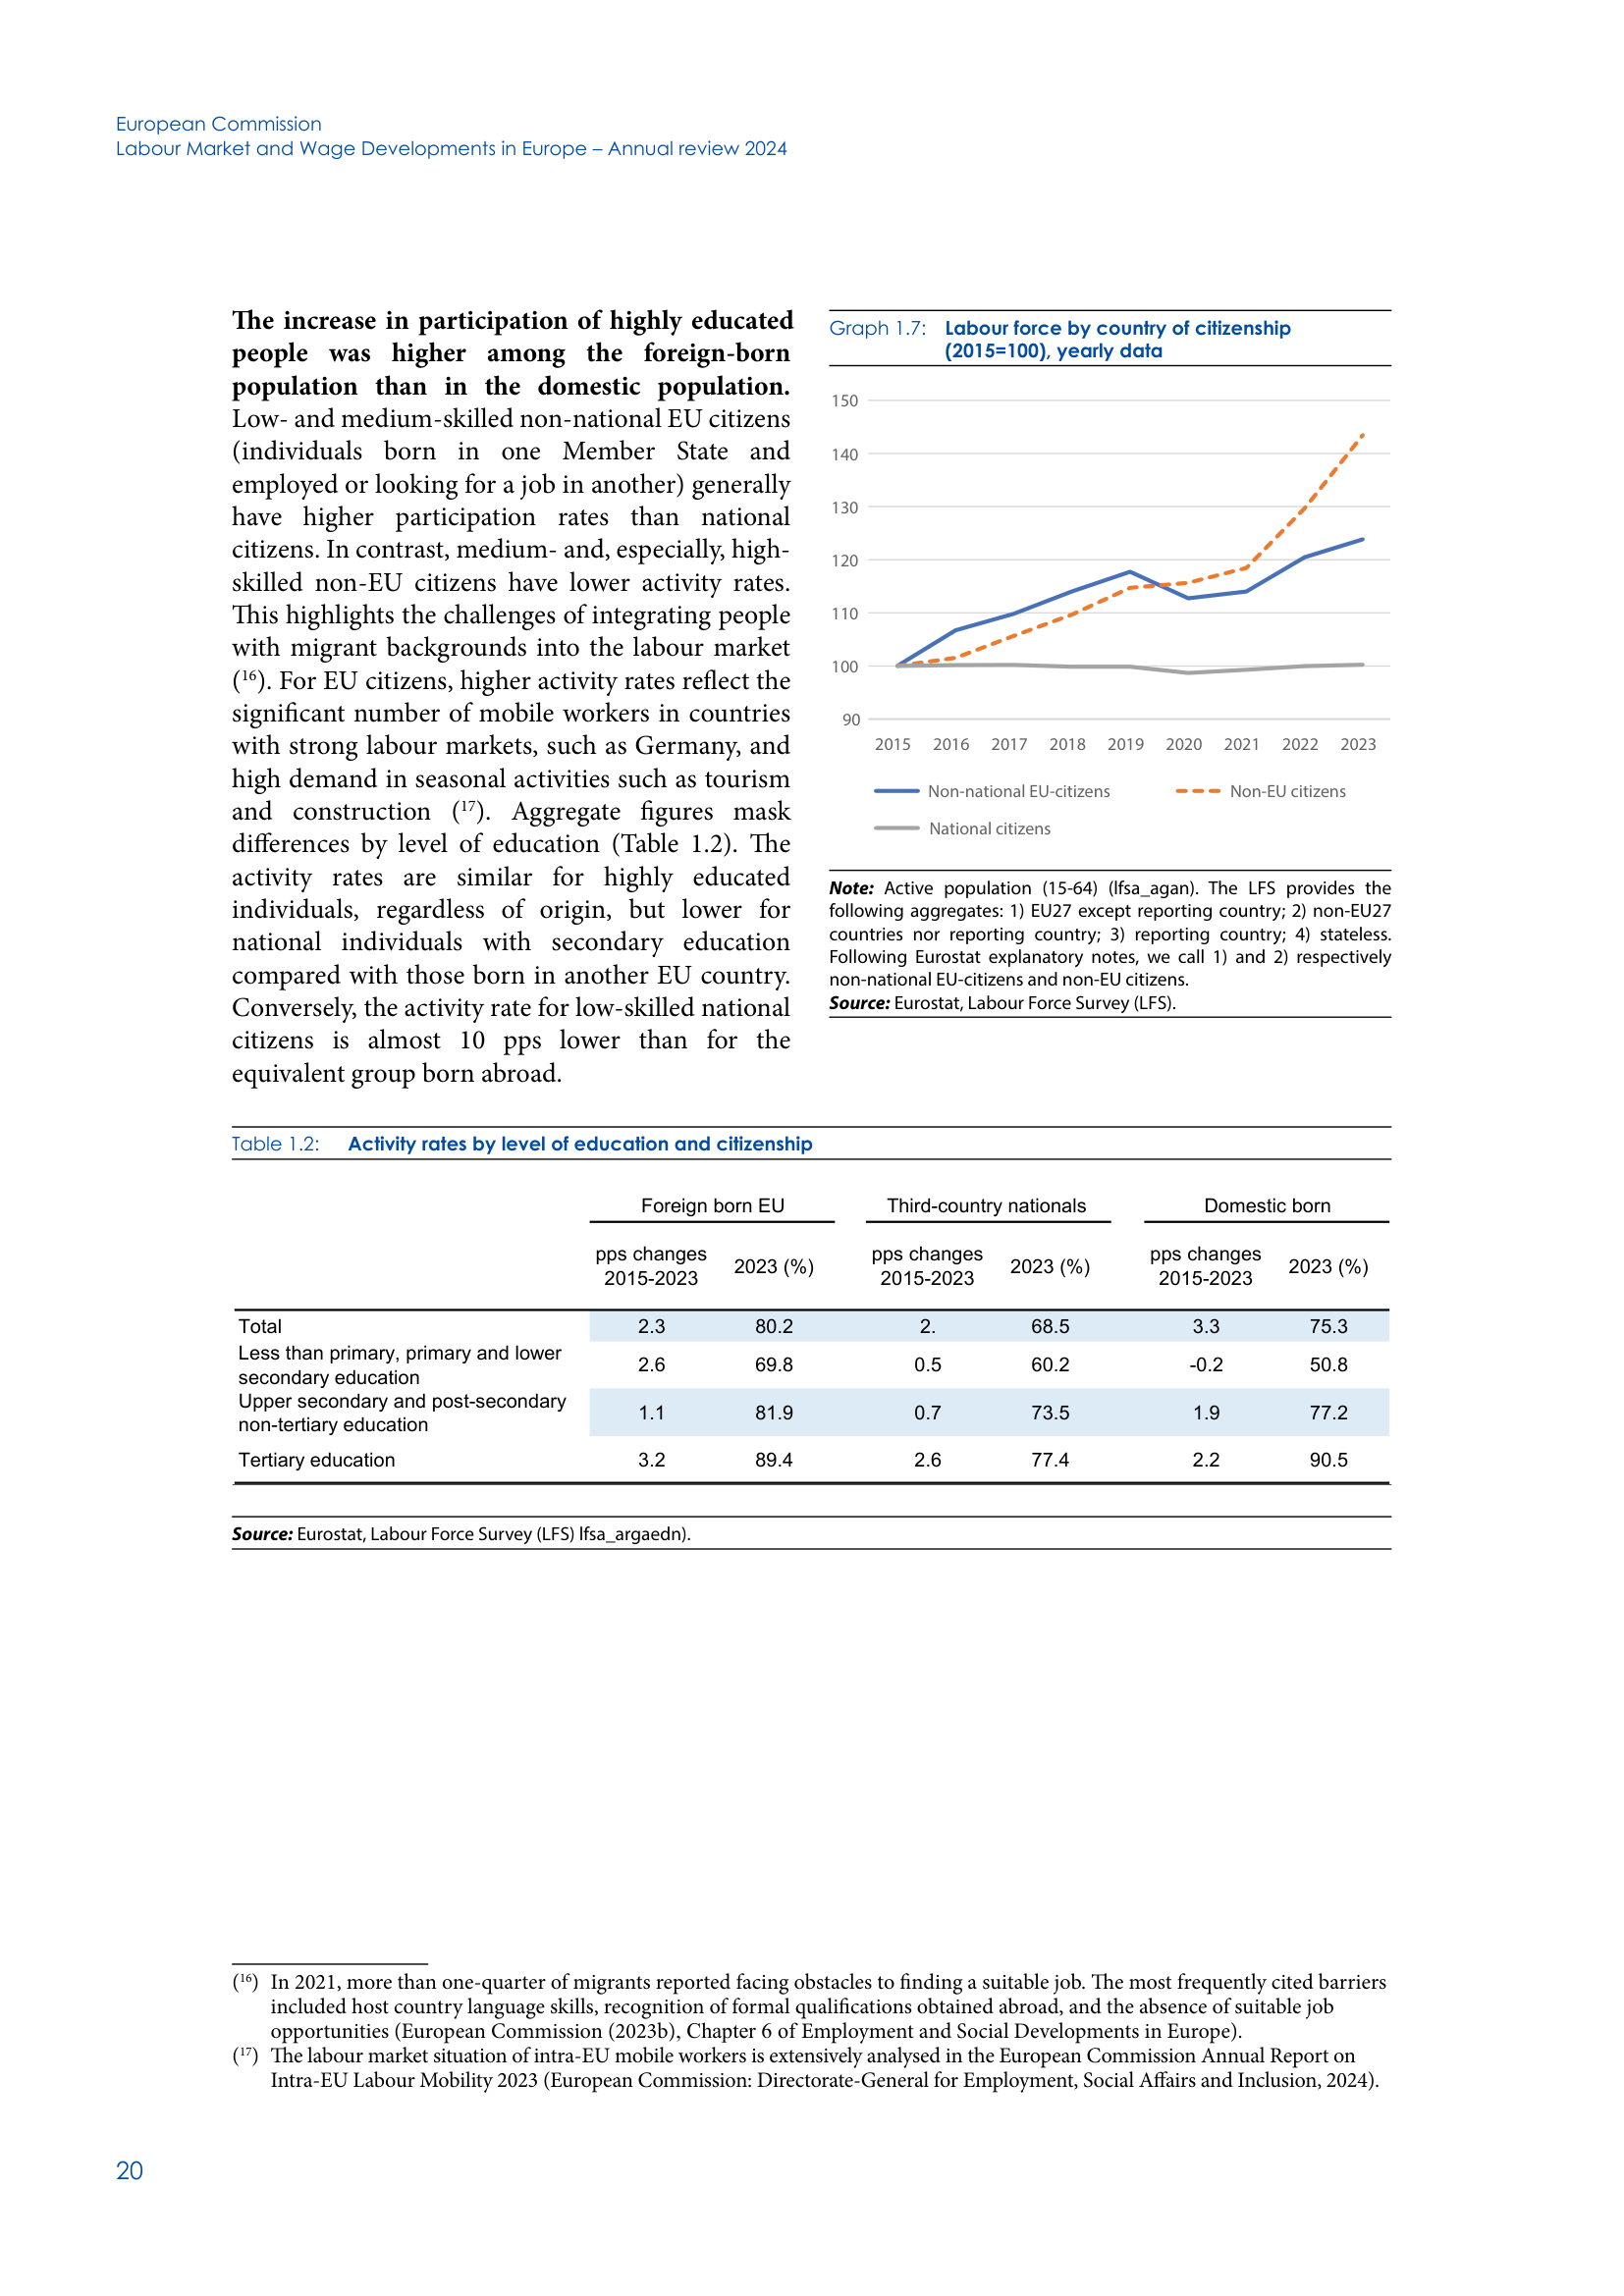 European Commission
Labour Market and Wage Developments in Europe – Annual review 2024
The increase in participation of highly educated
people was higher among the foreign-born
population than in the domestic population.
Low- and medium-skilled non-national EU citizens
(individuals born in one Member State and
employed or looking for a job in another) generally
have higher participation rates than national
citizens. In contrast, medium- and, especially, high-
skilled non-EU citizens have lower activity rates.
This highlights the challenges of integrating people
with migrant backgrounds into the labour market
(16). For EU citizens, higher activity rates reflect the
significant number of mobile workers in countries
with strong labour markets, such as Germany, and
high demand in seasonal activities such as tourism
and construction (17). Aggregate figures mask
differences by level of education (Table 1.2). The
activity rates are similar for highly educated
individuals, regardless of origin, but lower for
national individuals with secondary education
compared with those born in another EU country.
Conversely, the activity rate for low-skilled national
citizens is almost 10 pps lower than for the
equivalent group born abroad.
Graph 1.7: Labour force by country of citizenship
(2015=100), yearly data
150
140
130
120
110
100
90
2015 2016 2017 2018 2019 2020 2021 2022 2023
Non-national EU-citizens Non-EU citizens
National citizens
Note: Active population (15-64) (lfsa_agan). The LFS provides the
following aggregates: 1) EU27 except reporting country; 2) non-EU27
countries nor reporting country; 3) reporting country; 4) stateless.
Following Eurostat explanatory notes, we call 1) and 2) respectively
non-national EU-citizens and non-EU citizens.
Source: Eurostat, Labour Force Survey (LFS).
Table 1.2: Activity rates by level of education and citizenship
Foreign born EU Third-country nationals Domestic born
pps changes 2015-2023 2023 (%) pps changes 2015-2023 2023 (%) pps changes 2015-2023 2023 (%)
Total 2.3 80.2 2. 68.5 3.3 75.3
Less than primary, primary and lower
secondary education 2.6 69.8 0.5 60.2 -0.2 50.8
Upper secondary and post-secondary
non-tertiary education 1.1 81.9 0.7 73.5 1.9 77.2
Tertiary education 3.2 89.4 2.6 77.4 2.2 90.5
Source: Eurostat, Labour Force Survey (LFS) lfsa_argaedn).
(16) In 2021, more than one-quarter of migrants reported facing obstacles to finding a suitable job. The most frequently cited barriers
included host country language skills, recognition of formal qualifications obtained abroad, and the absence of suitable job
opportunities (European Commission (2023b), Chapter 6 of Employment and Social Developments in Europe).
(17) The labour market situation of intra-EU mobile workers is extensively analysed in the European Commission Annual Report on
Intra-EU Labour Mobility 2023 (European Commission: Directorate-General for Employment, Social Affairs and Inclusion, 2024).
20